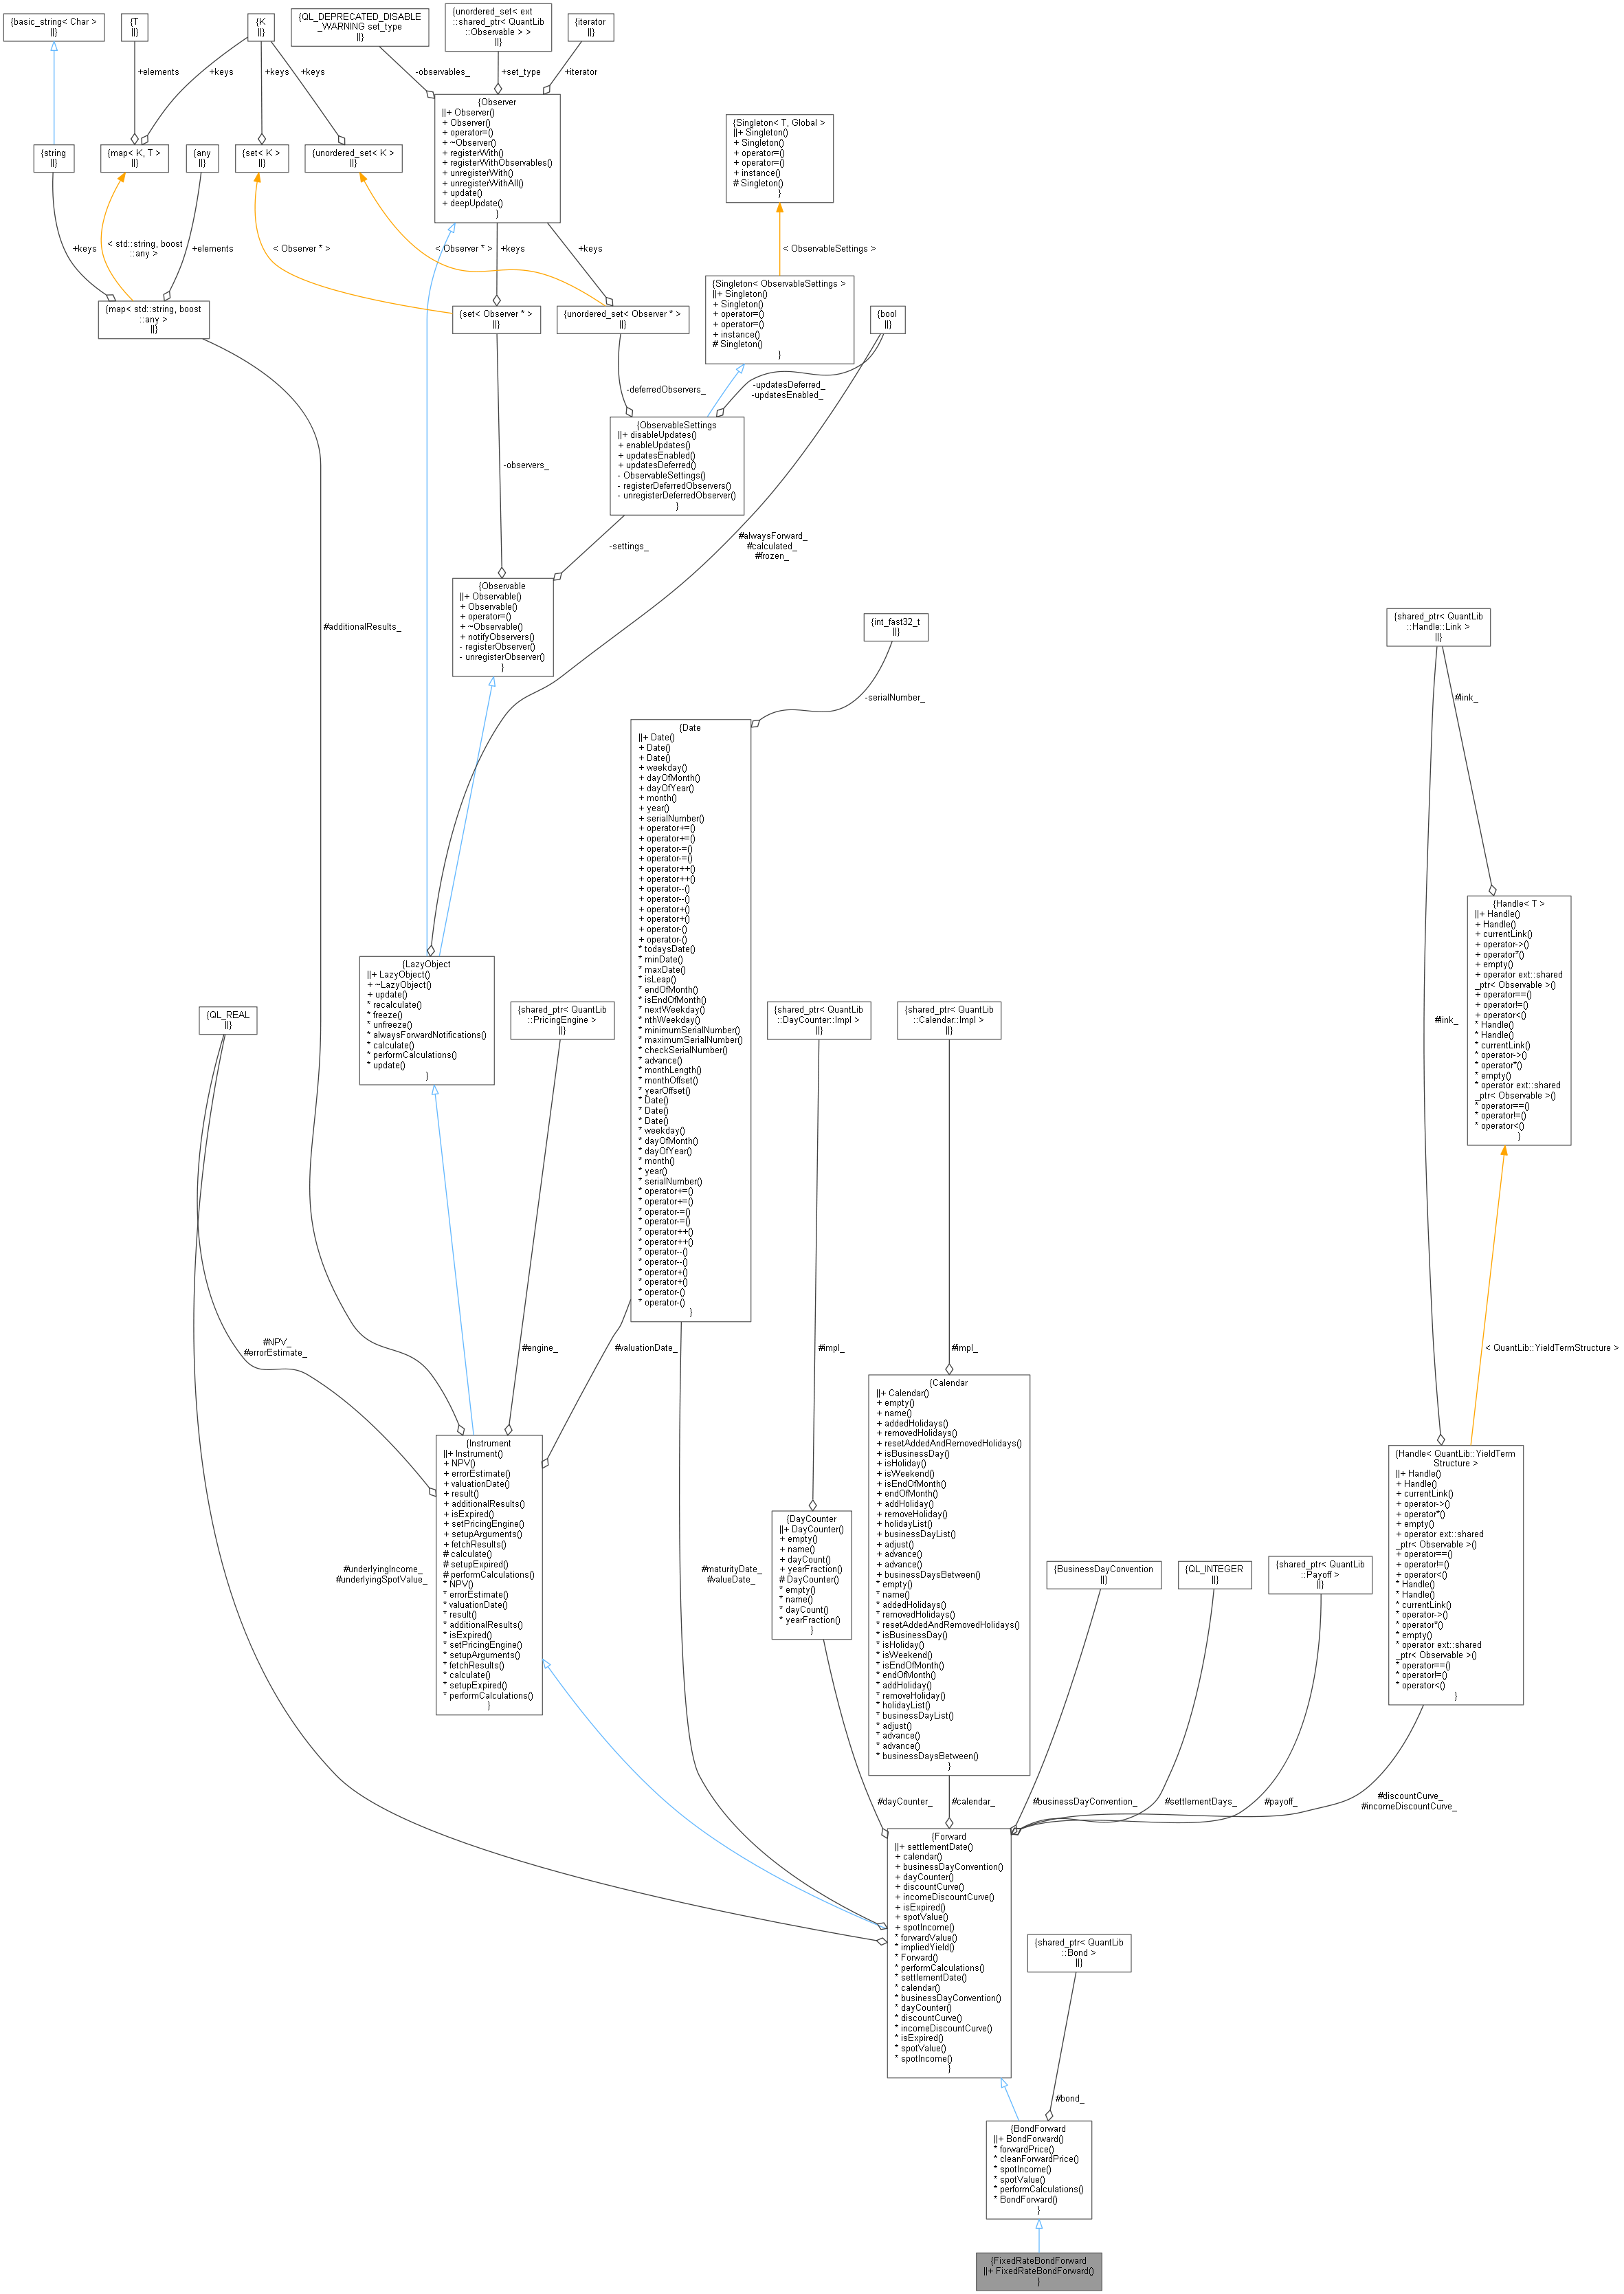 {basic_string< Char >
||}
{T
||}
{K
||}
{QL_DEPRECATED_DISABLE
_WARNING set_type
||}
{unordered_set< ext
::shared_ptr< QuantLib
::Observable > >
||}
{iterator
||}
+elements
+keys
+keys
+keys
-observables_
+set_type
+iterator
{string
||}
{map< K, T >
||}
{any
||}
{set< K >
||}
{unordered_set< K >
||}
{Observer
||+ Observer()
+ Observer()
+ operator=()
+ ~Observer()
+ registerWith()
+ registerWithObservables()
+ unregisterWith()
+ unregisterWithAll()
+ update()
+ deepUpdate()
}
{Singleton< T, Global >
||+ Singleton()
+ Singleton()
+ operator=()
+ operator=()
+ instance()
# Singleton()
}
+keys
< std::string, boost
::any >
+elements
< Observer * >
< Observer * >
+keys
+keys
< ObservableSettings >
{map< std::string, boost
::any >
||}
{set< Observer * >
||}
{unordered_set< Observer * >
||}
{Singleton< ObservableSettings >
||+ Singleton()
+ Singleton()
+ operator=()
+ operator=()
+ instance()
# Singleton()
}
{bool
||}
-deferredObservers_
-updatesDeferred_
-updatesEnabled_
{ObservableSettings
||+ disableUpdates()
+ enableUpdates()
+ updatesEnabled()
+ updatesDeferred()
- ObservableSettings()
- registerDeferredObservers()
- unregisterDeferredObserver()
}
-observers_
-settings_
#alwaysForward_
#calculated_
#frozen_
{Observable
||+ Observable()
+ Observable()
+ operator=()
+ ~Observable()
+ notifyObservers()
- registerObserver()
- unregisterObserver()
}
#additionalResults_
{int_fast32_t
||}
-serialNumber_
{shared_ptr< QuantLib
::Handle::Link >
||}
#link_
#link_
{Date
||+ Date()
+ Date()
+ Date()
+ weekday()
+ dayOfMonth()
+ dayOfYear()
+ month()
+ year()
+ serialNumber()
+ operator+=()
+ operator+=()
+ operator-=()
+ operator-=()
+ operator++()
+ operator++()
+ operator--()
+ operator--()
+ operator+()
+ operator+()
+ operator-()
+ operator-()
* todaysDate()
* minDate()
* maxDate()
* isLeap()
* endOfMonth()
* isEndOfMonth()
* nextWeekday()
* nthWeekday()
* minimumSerialNumber()
* maximumSerialNumber()
* checkSerialNumber()
* advance()
* monthLength()
* monthOffset()
* yearOffset()
* Date()
* Date()
* Date()
* weekday()
* dayOfMonth()
* dayOfYear()
* month()
* year()
* serialNumber()
* operator+=()
* operator+=()
* operator-=()
* operator-=()
* operator++()
* operator++()
* operator--()
* operator--()
* operator+()
* operator+()
* operator-()
* operator-()
}
{Handle< T >
||+ Handle()
+ Handle()
+ currentLink()
+ operator->()
+ operator*()
+ empty()
+ operator ext::shared
_ptr< Observable >()
+ operator==()
+ operator!=()
+ operator<()
* Handle()
* Handle()
* currentLink()
* operator->()
* operator*()
* empty()
* operator ext::shared
_ptr< Observable >()
* operator==()
* operator!=()
* operator<()
}
{LazyObject
||+ LazyObject()
+ ~LazyObject()
+ update()
* recalculate()
* freeze()
* unfreeze()
* alwaysForwardNotifications()
* calculate()
* performCalculations()
* update()
}
{QL_REAL
||}
{shared_ptr< QuantLib
::PricingEngine >
||}
{shared_ptr< QuantLib
::DayCounter::Impl >
||}
{shared_ptr< QuantLib
::Calendar::Impl >
||}
#NPV_
#errorEstimate_
#engine_
#valuationDate_
#impl_
#impl_
< QuantLib::YieldTermStructure >
{Instrument
||+ Instrument()
+ NPV()
+ errorEstimate()
+ valuationDate()
+ result()
+ additionalResults()
+ isExpired()
+ setPricingEngine()
+ setupArguments()
+ fetchResults()
# calculate()
# setupExpired()
# performCalculations()
* NPV()
* errorEstimate()
* valuationDate()
* result()
* additionalResults()
* isExpired()
* setPricingEngine()
* setupArguments()
* fetchResults()
* calculate()
* setupExpired()
* performCalculations()
}
{DayCounter
||+ DayCounter()
+ empty()
+ name()
+ dayCount()
+ yearFraction()
# DayCounter()
* empty()
* name()
* dayCount()
* yearFraction()
}
{Calendar
||+ Calendar()
+ empty()
+ name()
+ addedHolidays()
+ removedHolidays()
+ resetAddedAndRemovedHolidays()
+ isBusinessDay()
+ isHoliday()
+ isWeekend()
+ isEndOfMonth()
+ endOfMonth()
+ addHoliday()
+ removeHoliday()
+ holidayList()
+ businessDayList()
+ adjust()
+ advance()
+ advance()
+ businessDaysBetween()
* empty()
* name()
* addedHolidays()
* removedHolidays()
* resetAddedAndRemovedHolidays()
* isBusinessDay()
* isHoliday()
* isWeekend()
* isEndOfMonth()
* endOfMonth()
* addHoliday()
* removeHoliday()
* holidayList()
* businessDayList()
* adjust()
* advance()
* advance()
* businessDaysBetween()
}
{Handle< QuantLib::YieldTerm
Structure >
||+ Handle()
+ Handle()
+ currentLink()
+ operator->()
+ operator*()
+ empty()
+ operator ext::shared
_ptr< Observable >()
+ operator==()
+ operator!=()
+ operator<()
* Handle()
* Handle()
* currentLink()
* operator->()
* operator*()
* empty()
* operator ext::shared
_ptr< Observable >()
* operator==()
* operator!=()
* operator<()
}
#underlyingIncome_
#underlyingSpotValue_
#maturityDate_
#valueDate_
{BusinessDayConvention
||}
{QL_INTEGER
||}
{shared_ptr< QuantLib
::Payoff >
||}
#dayCounter_
#calendar_
#businessDayConvention_
#settlementDays_
#payoff_
#discountCurve_
#incomeDiscountCurve_
{Forward
||+ settlementDate()
+ calendar()
+ businessDayConvention()
+ dayCounter()
+ discountCurve()
+ incomeDiscountCurve()
+ isExpired()
+ spotValue()
+ spotIncome()
* forwardValue()
* impliedYield()
* Forward()
* performCalculations()
* settlementDate()
* calendar()
* businessDayConvention()
* dayCounter()
* discountCurve()
* incomeDiscountCurve()
* isExpired()
* spotValue()
* spotIncome()
}
{shared_ptr< QuantLib
::Bond >
||}
#bond_
{BondForward
||+ BondForward()
* forwardPrice()
* cleanForwardPrice()
* spotIncome()
* spotValue()
* performCalculations()
* BondForward()
}
{FixedRateBondForward
||+ FixedRateBondForward()
}